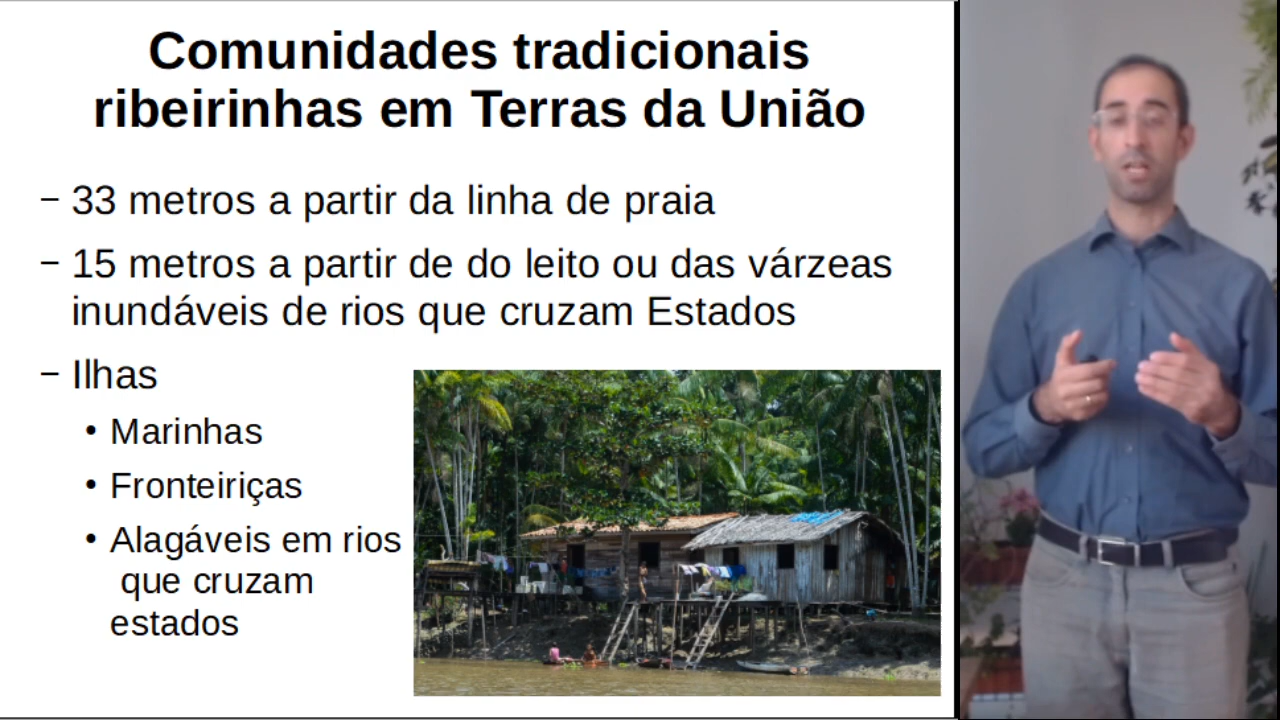 Comunidades tradicionais
ribeirinhas em Terras da União
– 33 metros a partir da linha de praia
– 15 metros a partir de do leito ou das várzeas
inundáveis de rios que cruzam Estados
– Ilhas
• Marinhas
• Fronteiriças
• Alagáveis em rios
que cruzam
estados